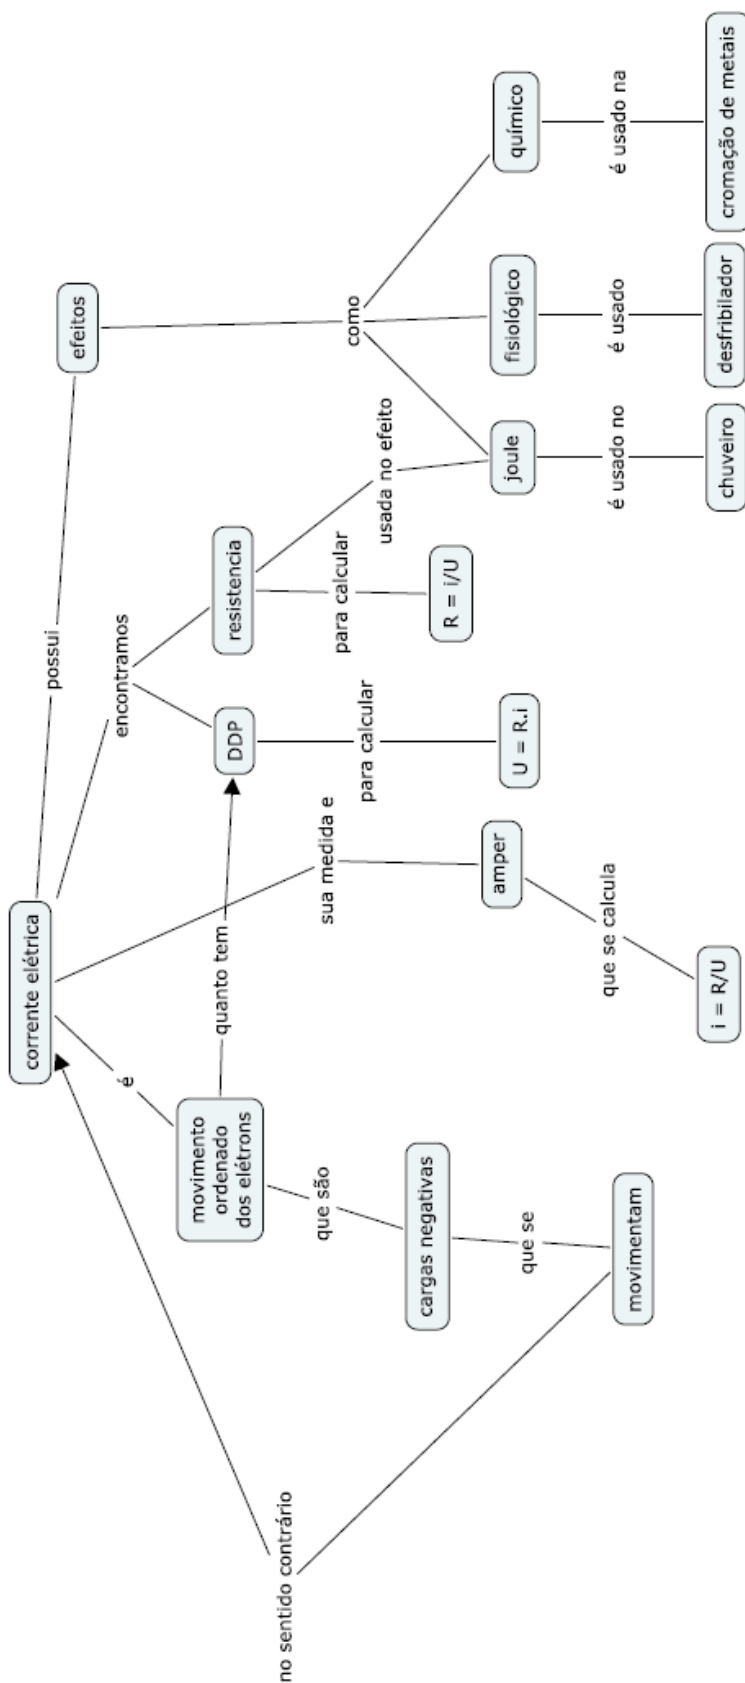 corrente elétrica
possui
efeitos
encontramos
é
movimento
ordenado
dos elétrons
quanto tem
DDP
resistencia
no sentido contrário
que são
sua medida e
para calcular
para calcular
usada no efeito
como
cargas negativas
amper
U = R.i
R = i/U
joule
fisiológico
químico
que se
que se calcula
é usado no
é usado
é usado na
movimentam
i = R/U
chuveiro
desfribilador
cromação de metais